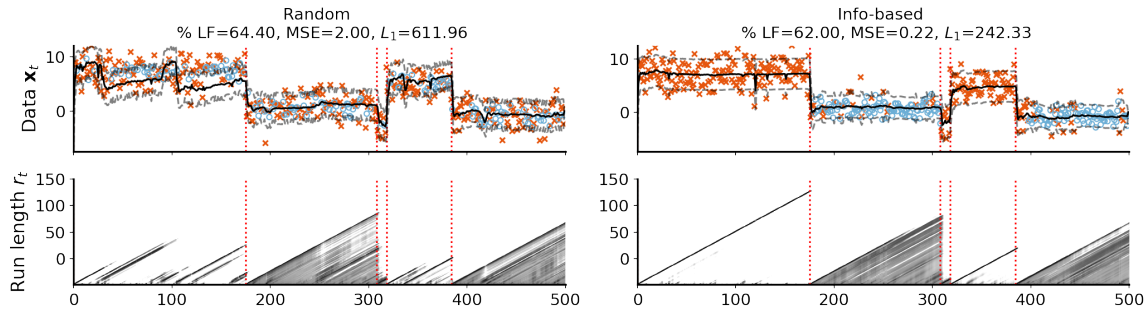 Random
% LF=64.40, MSE=2.00, L₁=611.96
Info-based
% LF=62.00, MSE=0.22, L₁=242.33
Data xₜ
10
0
10
0
Run length rₜ
150
100
50
0
0 100 200 300 400 500
150
100
50
0
0 100 200 300 400 500